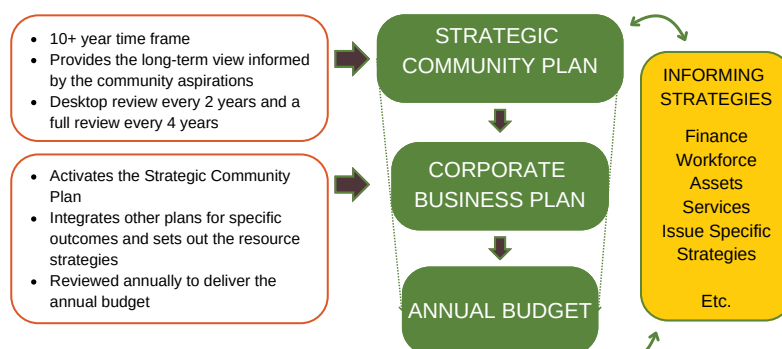 • 10+ year time frame
• Provides the long-term view informed
by the community aspirations
• Desktop review every 2 years and a
full review every 4 years
STRATEGIC
COMMUNITY PLAN
• Activates the Strategic Community
Plan
• Integrates other plans for specific
outcomes and sets out the resource
strategies
• Reviewed annually to deliver the
annual budget
CORPORATE
BUSINESS PLAN
ANNUAL BUDGET
INFORMING
STRATEGIES
Finance
Workforce
Assets
Services
Issue Specific
Strategies
Etc.